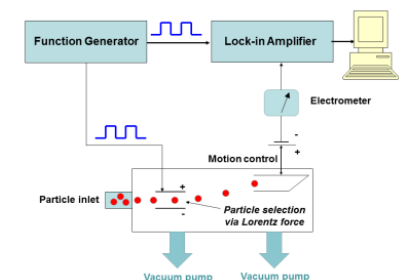 Function Generator
Lock-in Amplifier
Electrometer
-
+
Motion control
Particle inlet
+
-
Particle selection
via Lorentz force
Vacuum pump
Vacuum pump